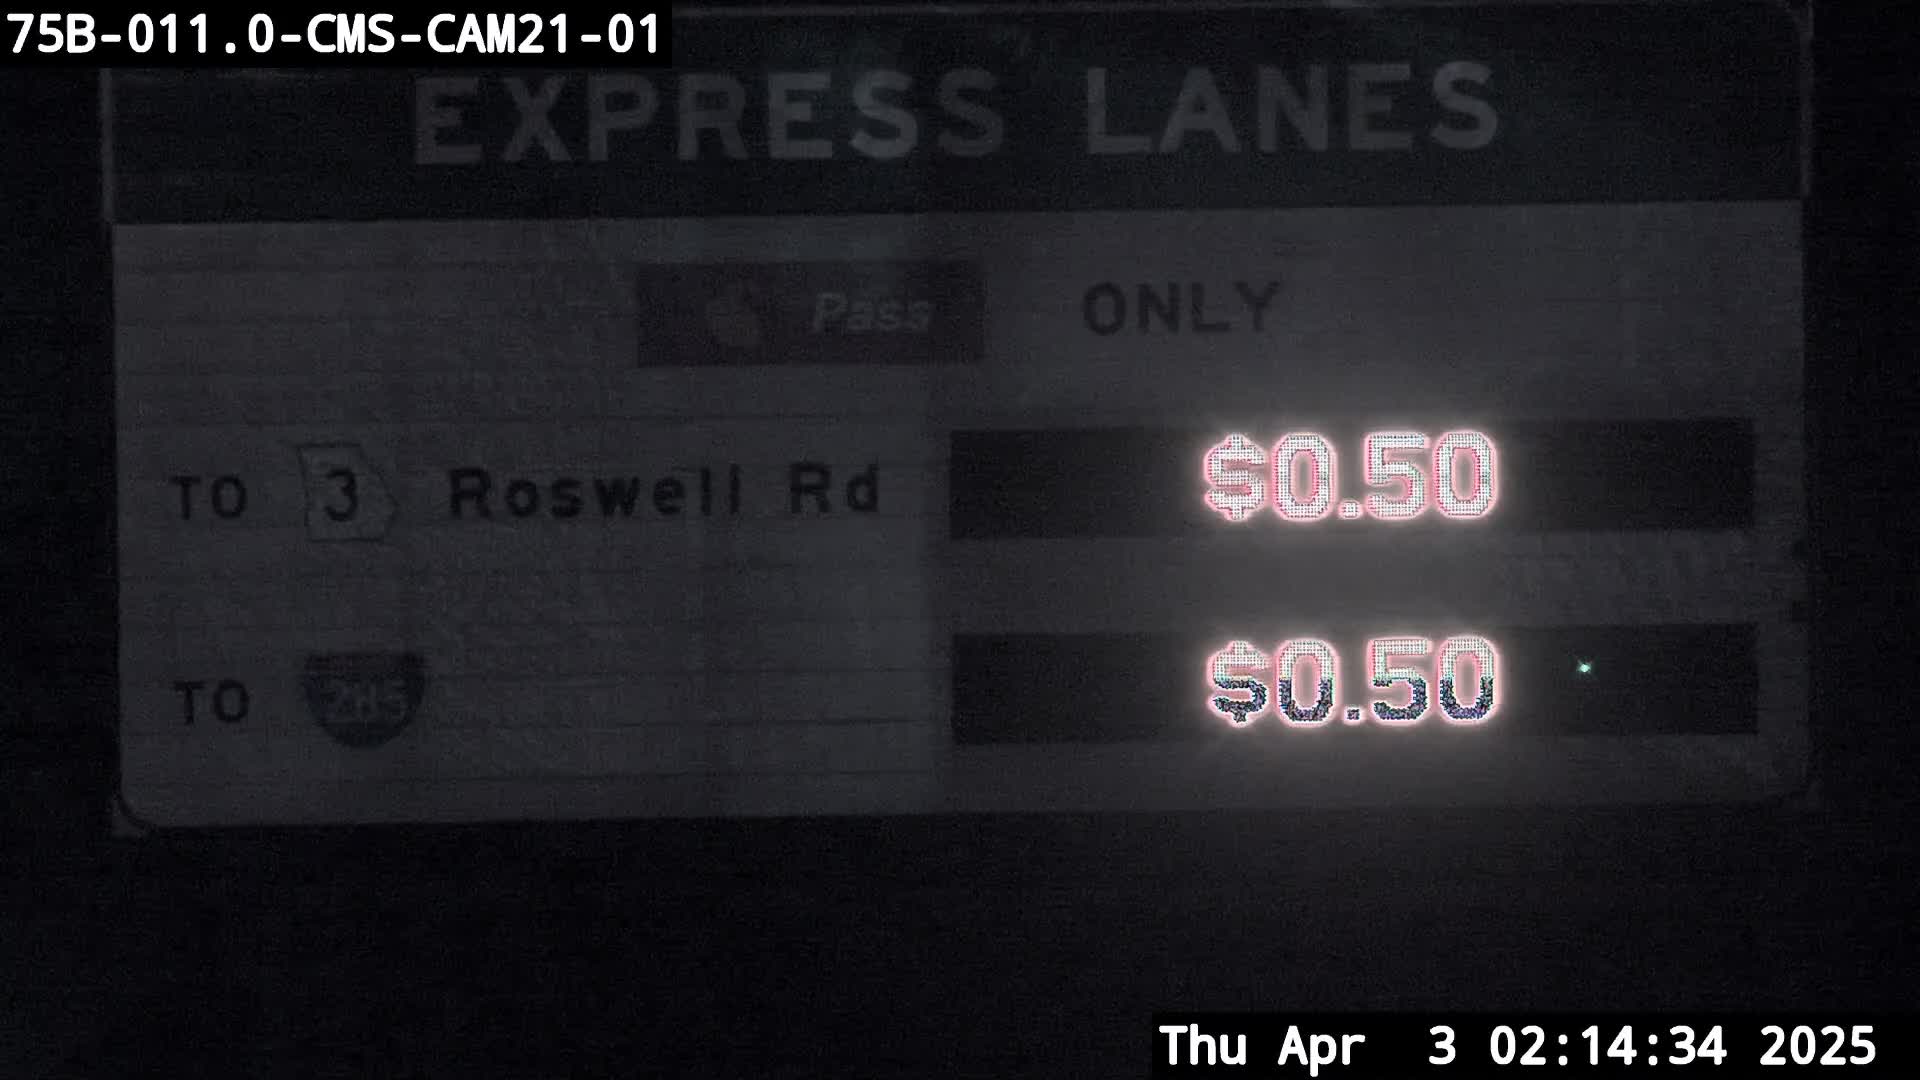 75B-011.0-CMS-CAM21-01
EXPRESS LANES
Pass ONLY
TO 3 Roswell Rd $0.50
TO 285 $0.50
Thu Apr 3 02:14:34 2025